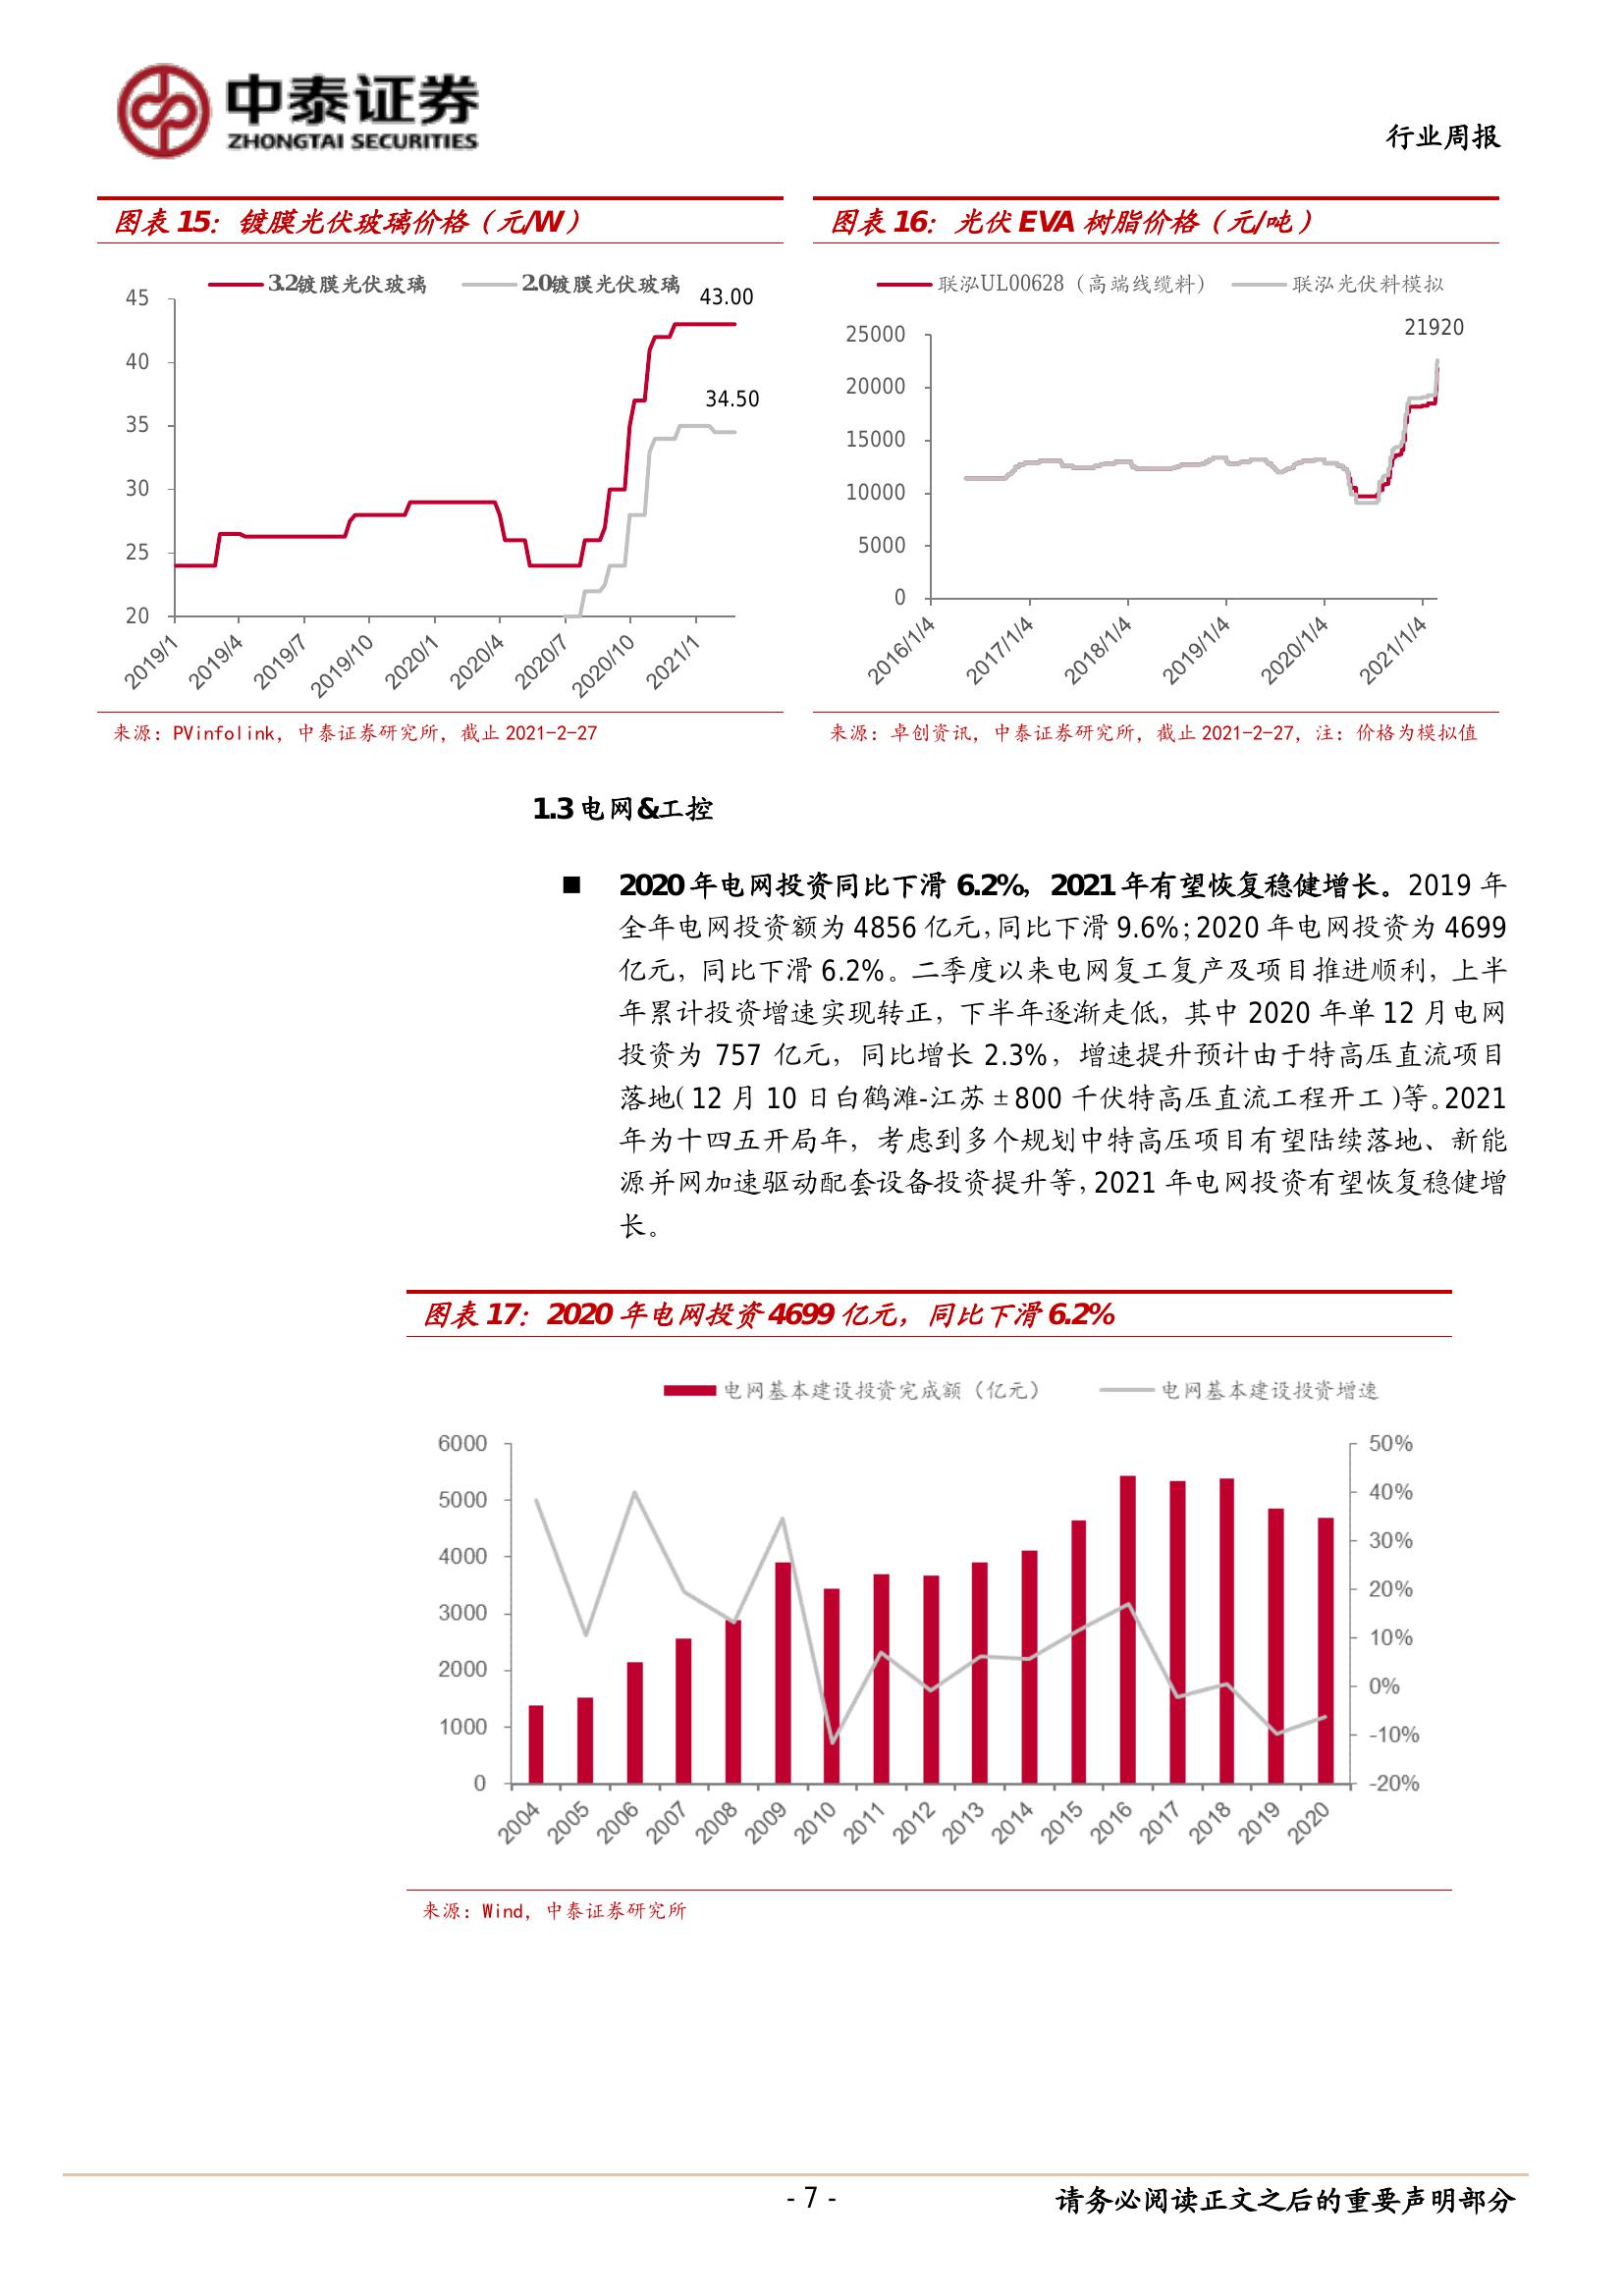 中泰证券
ZHONGTAI SECURITIES
行业周报
图表 15：镀膜光伏玻璃价格（元/W）
3.2镀膜光伏玻璃 2.0镀膜光伏玻璃
43.00
34.50
45
40
35
30
25
20
2019/1 2019/4 2019/7 2019/10 2020/1 2020/4 2020/7 2020/10 2021/1
来源：PVinfolink，中泰证券研究所，截止 2021-2-27
图表 16：光伏 EVA 树脂价格（元/吨）
联泓UL00628（高端线缆料） 联泓光伏料模拟
21920
25000
20000
15000
10000
5000
0
2016/1/4 2017/1/4 2018/1/4 2019/1/4 2020/1/4 2021/1/4
来源：卓创资讯，中泰证券研究所，截止 2021-2-27，注：价格为模拟值
1.3 电网&工控
■ 2020 年电网投资同比下滑 6.2%，2021 年有望恢复稳健增长。2019 年
全年电网投资额为 4856 亿元，同比下滑 9.6%；2020 年电网投资为 4699
亿元，同比下滑 6.2%。二季度以来电网复工复产及项目推进顺利，上半
年累计投资增速实现转正，下半年逐渐走低，其中 2020 年单 12 月电网
投资为 757 亿元，同比增长 2.3%，增速提升预计由于特高压直流项目
落地（12 月 10 日白鹤滩-江苏±800 千伏特高压直流工程开工）等。2021
年为十四五开局年，考虑到多个规划中特高压项目有望陆续落地、新能
源并网加速驱动配套设备投资提升等，2021 年电网投资有望恢复稳健增
长。
图表 17：2020 年电网投资 4699 亿元，同比下滑 6.2%
电网基本建设投资完成额（亿元） 电网基本建设投资增速
6000
5000
4000
3000
2000
1000
0
50%
40%
30%
20%
10%
0%
-10%
-20%
2004 2005 2006 2007 2008 2009 2010 2011 2012 2013 2014 2015 2016 2017 2018 2019 2020
来源：Wind，中泰证券研究所
- 7 -
请务必阅读正文之后的重要声明部分